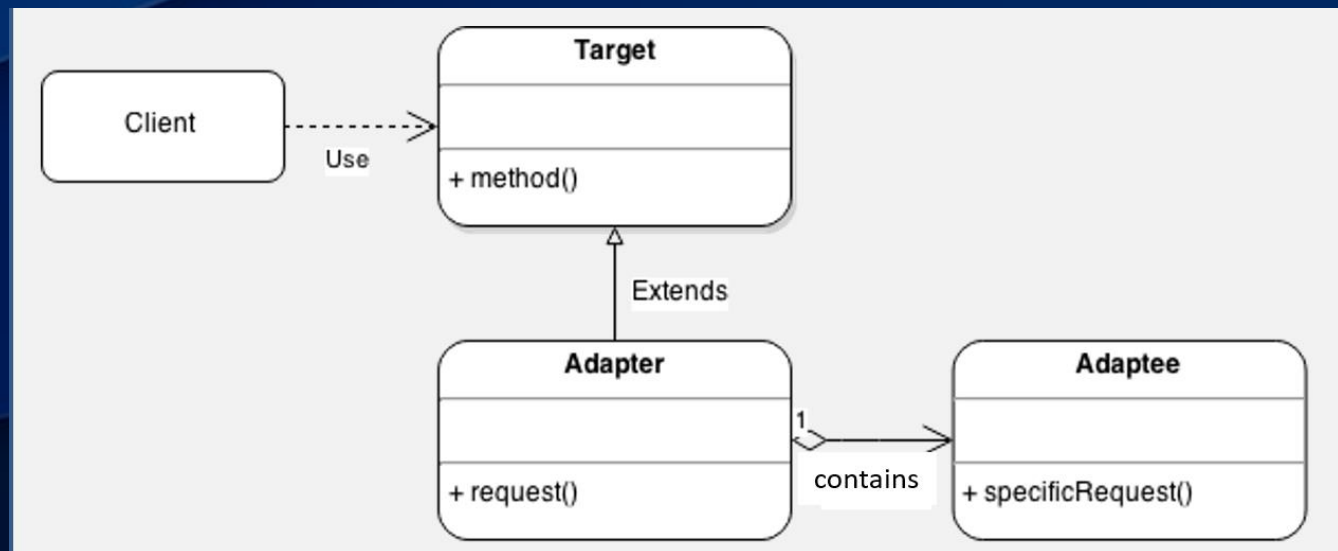 Target
Client
Use
+ method()
Extends
Adapter
Adaptee
1
contains
+ request()
+ specificRequest()